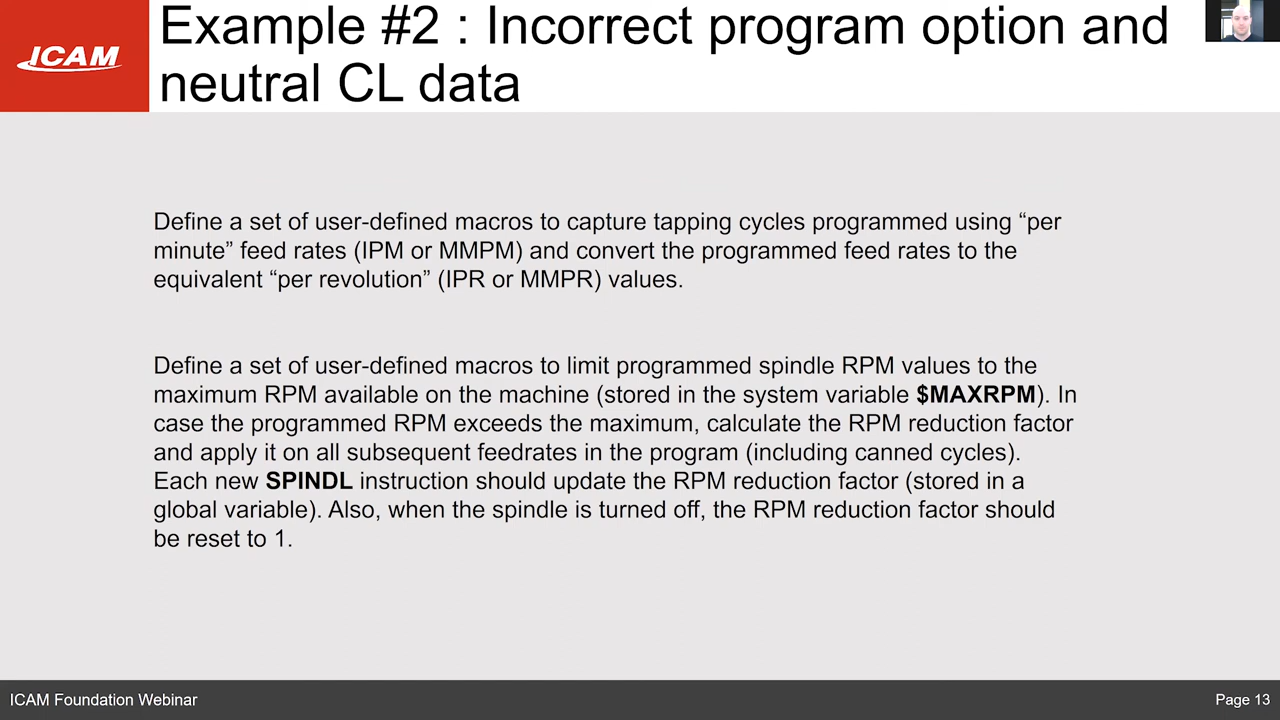 ICAM
Example #2 : Incorrect program option and
neutral CL data
Define a set of user-defined macros to capture tapping cycles programmed using “per
minute” feed rates (IPM or MMPM) and convert the programmed feed rates to the
equivalent “per revolution” (IPR or MMPR) values.
Define a set of user-defined macros to limit programmed spindle RPM values to the
maximum RPM available on the machine (stored in the system variable $MAXRPM). In
case the programmed RPM exceeds the maximum, calculate the RPM reduction factor
and apply it on all subsequent feedrates in the program (including canned cycles).
Each new SPINDL instruction should update the RPM reduction factor (stored in a
global variable). Also, when the spindle is turned off, the RPM reduction factor should
be reset to 1.
ICAM Foundation Webinar
Page 13